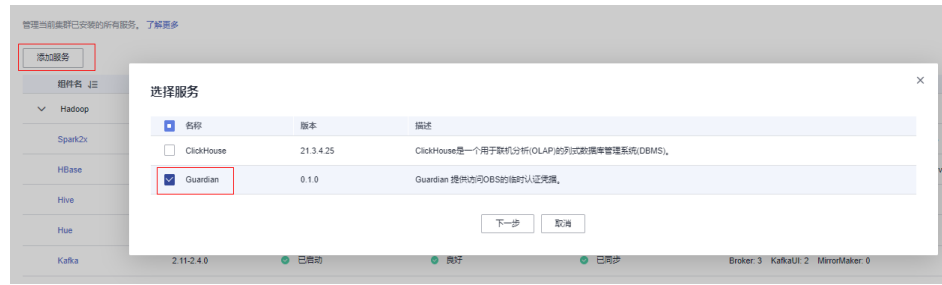 管理当前集群已安装的所有服务。了解更多
添加服务
组件名
选择服务
Hadoop
名称 版本 描述
Spark2x
ClickHouse 21.3.4.25 ClickHouse是一个用于联机分析(OLAP)的列式数据库管理系统(DBMS)。
HBase
Guardian 0.1.0 Guardian 提供访问OBS的临时认证凭据。
Hive
Hue
下一步 取消
Kafka 2.11-2.4.0 已启动 良好 已同步 Broker: 3 KafkaUI: 2 MirrorMaker: 0